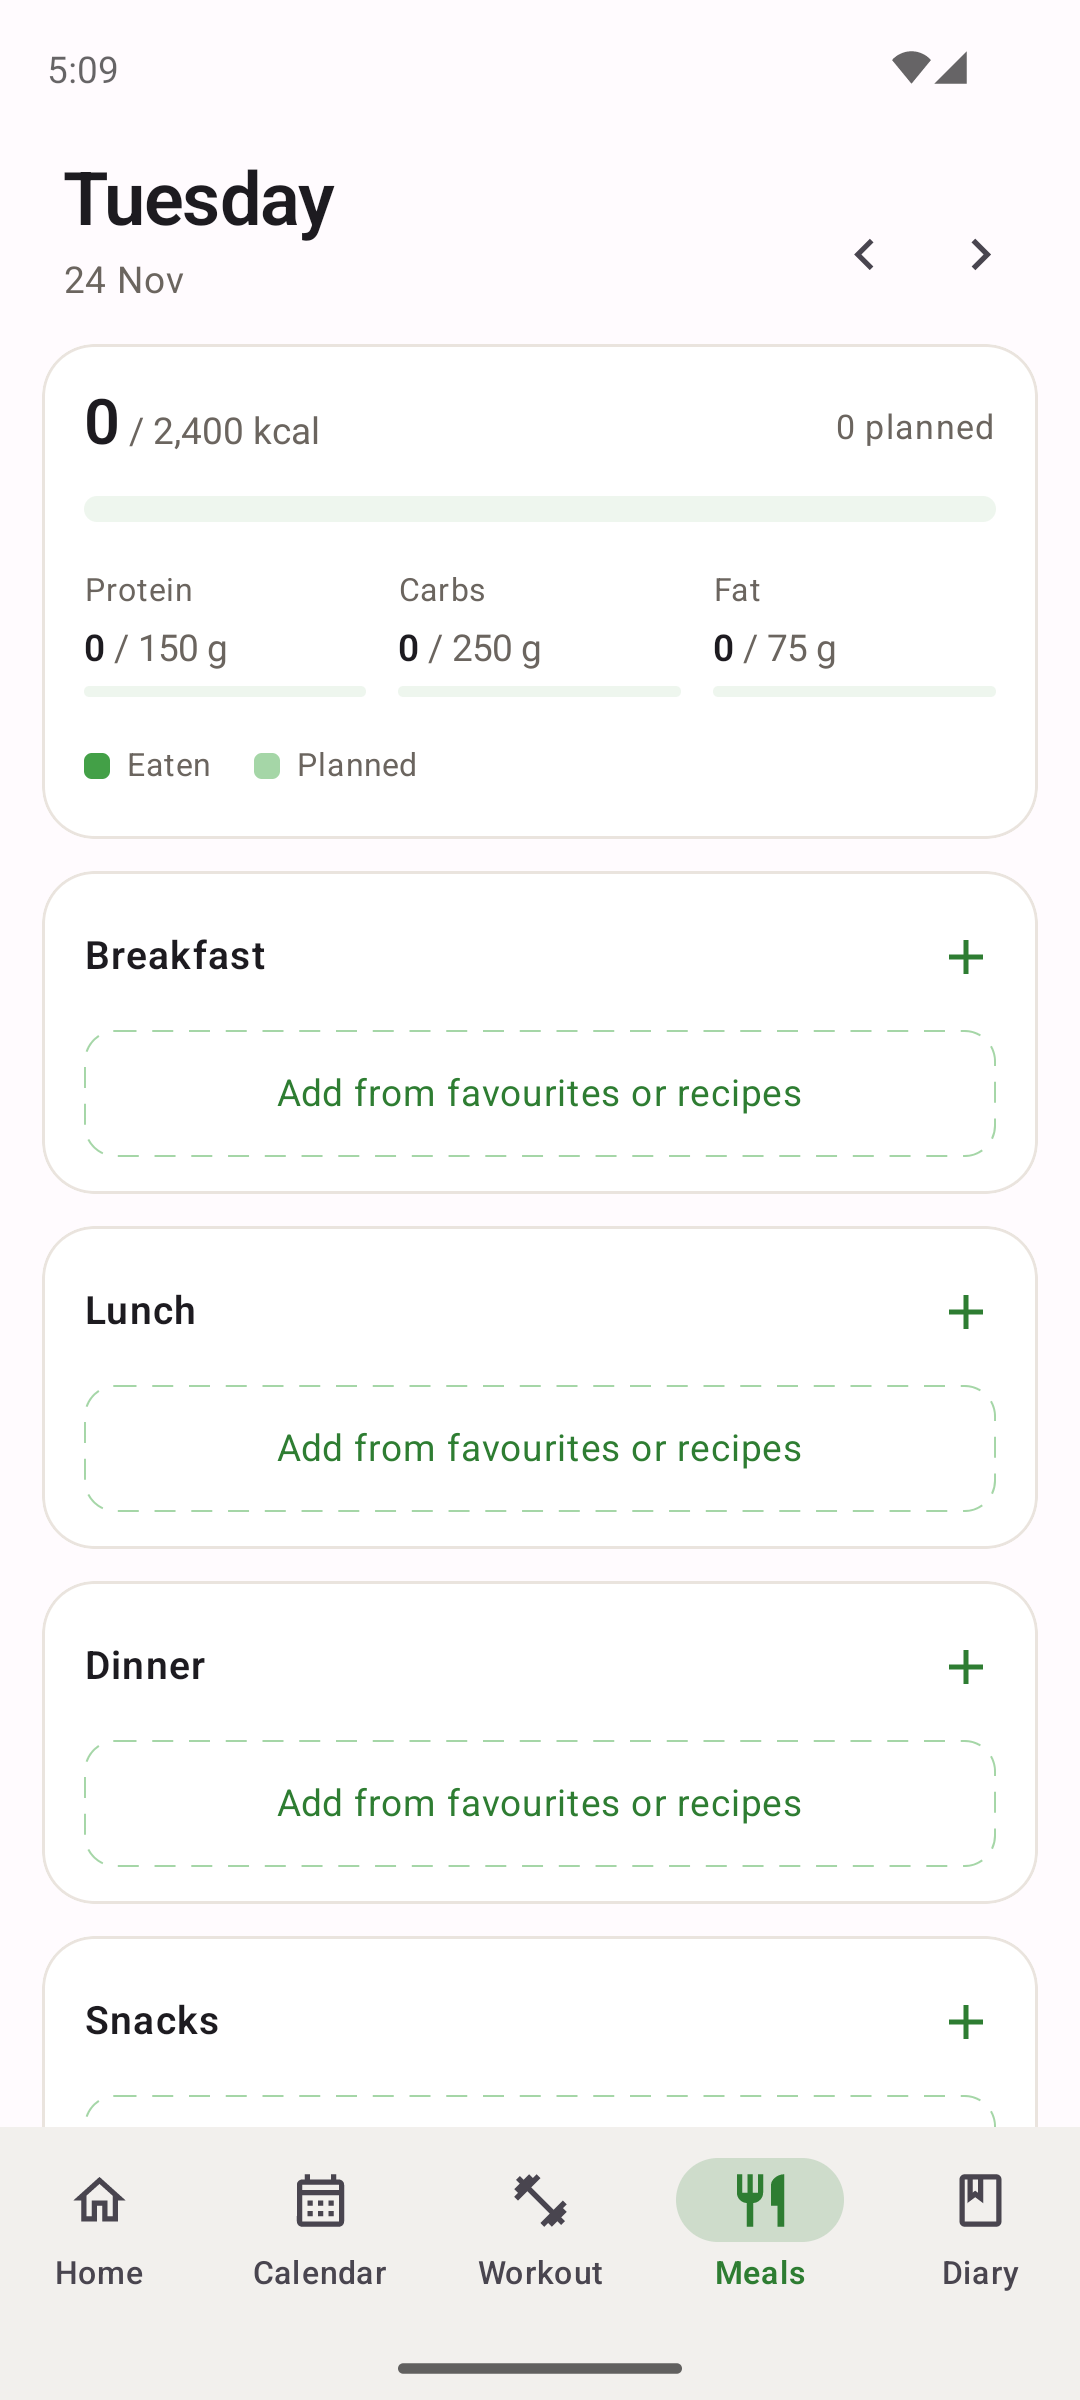 5:09
Tuesday
24 Nov
0 / 2,400 kcal
0 planned
Protein
Carbs
Fat
0 / 150 g
0 / 250 g
0 / 75 g
Eaten
Planned
Breakfast
Add from favourites or recipes
Lunch
Add from favourites or recipes
Dinner
Add from favourites or recipes
Snacks
Home
Calendar
Workout
Meals
Diary